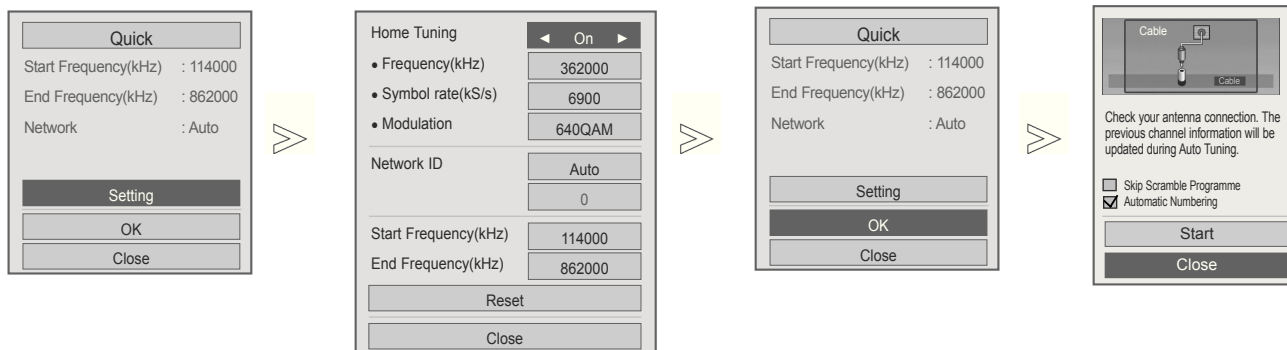 Quick
Start Frequency(kHz) : 114000
End Frequency(kHz) : 862000
Network : Auto
Setting
OK
Close
Home Tuning ◄ On ►
• Frequency(kHz) 362000
• Symbol rate(kS/s) 6900
• Modulation 640QAM
Network ID Auto
0
Start Frequency(kHz) 114000
End Frequency(kHz) 862000
Reset
Close
Quick
Start Frequency(kHz) : 114000
End Frequency(kHz) : 862000
Network : Auto
Setting
OK
Close
Cable
Cable
Check your antenna connection. The
previous channel information will be
updated during Auto Tuning.
Skip Scramble Programme
Automatic Numbering
Start
Close